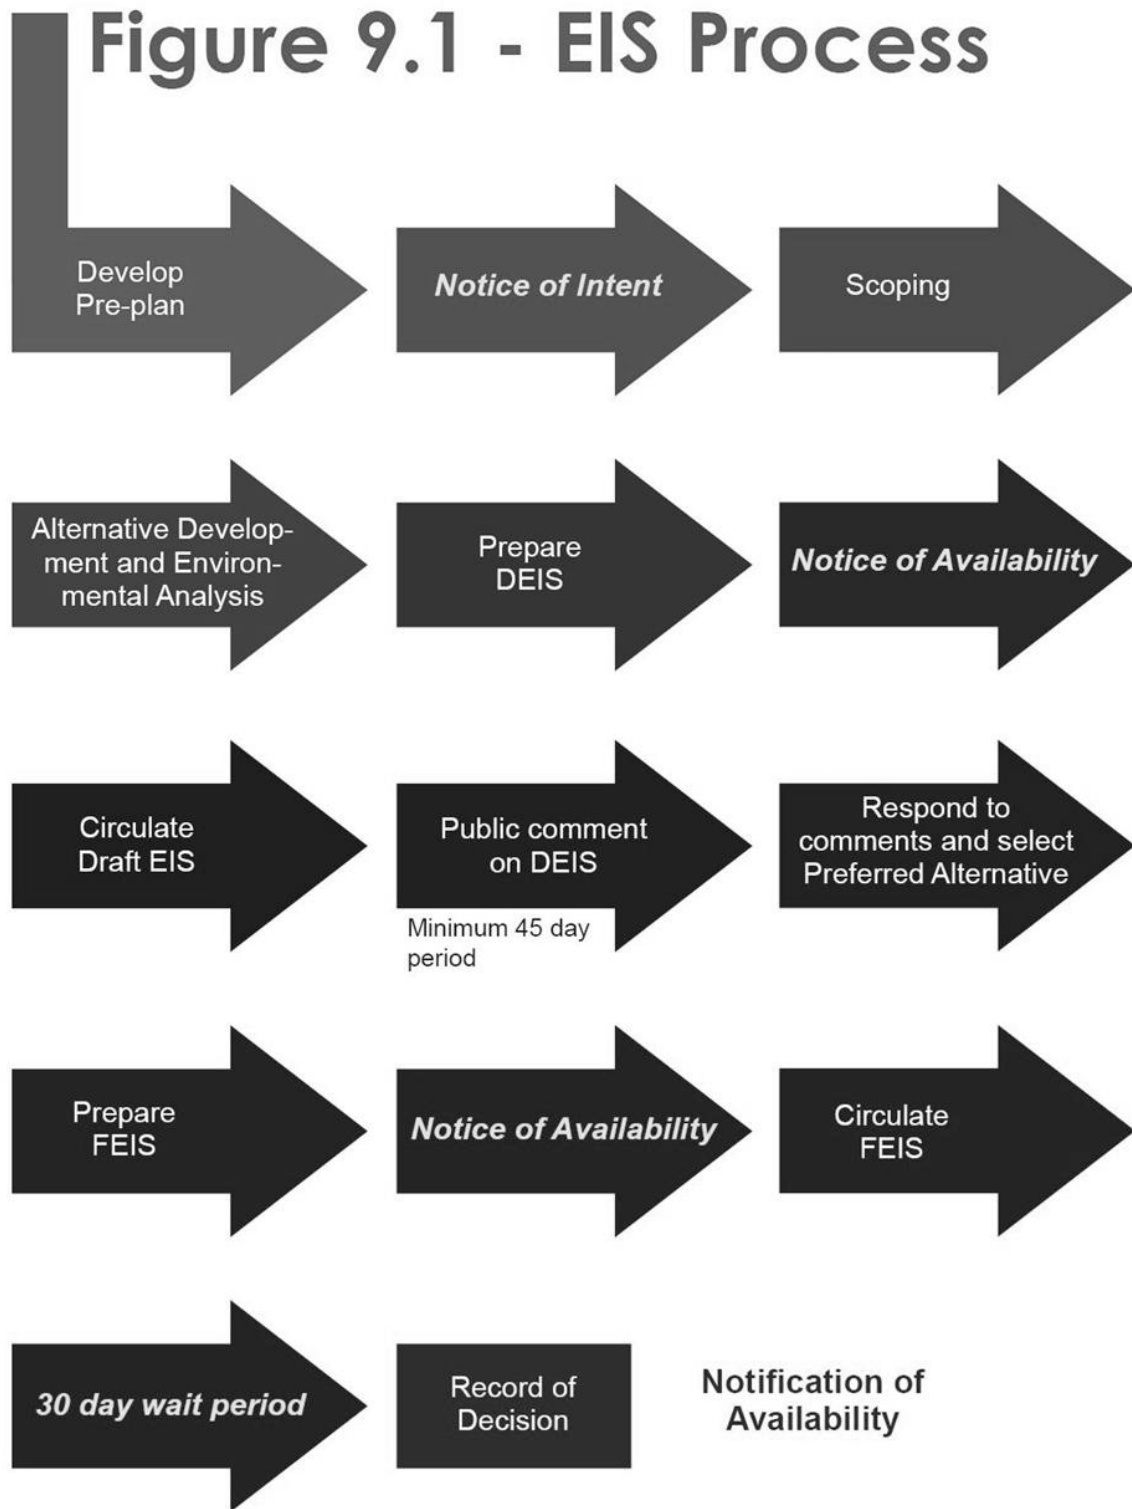 Figure 9.1 - EIS Process
Develop
Pre-plan
Notice of Intent
Scoping
Alternative Develop-
ment and Environ-
mental Analysis
Prepare
DEIS
Notice of Availability
Circulate
Draft EIS
Public comment
on DEIS
Minimum 45 day
period
Respond to
comments and select
Preferred Alternative
Prepare
FEIS
Notice of Availability
Circulate
FEIS
30 day wait period
Record of
Decision
Notification of
Availability